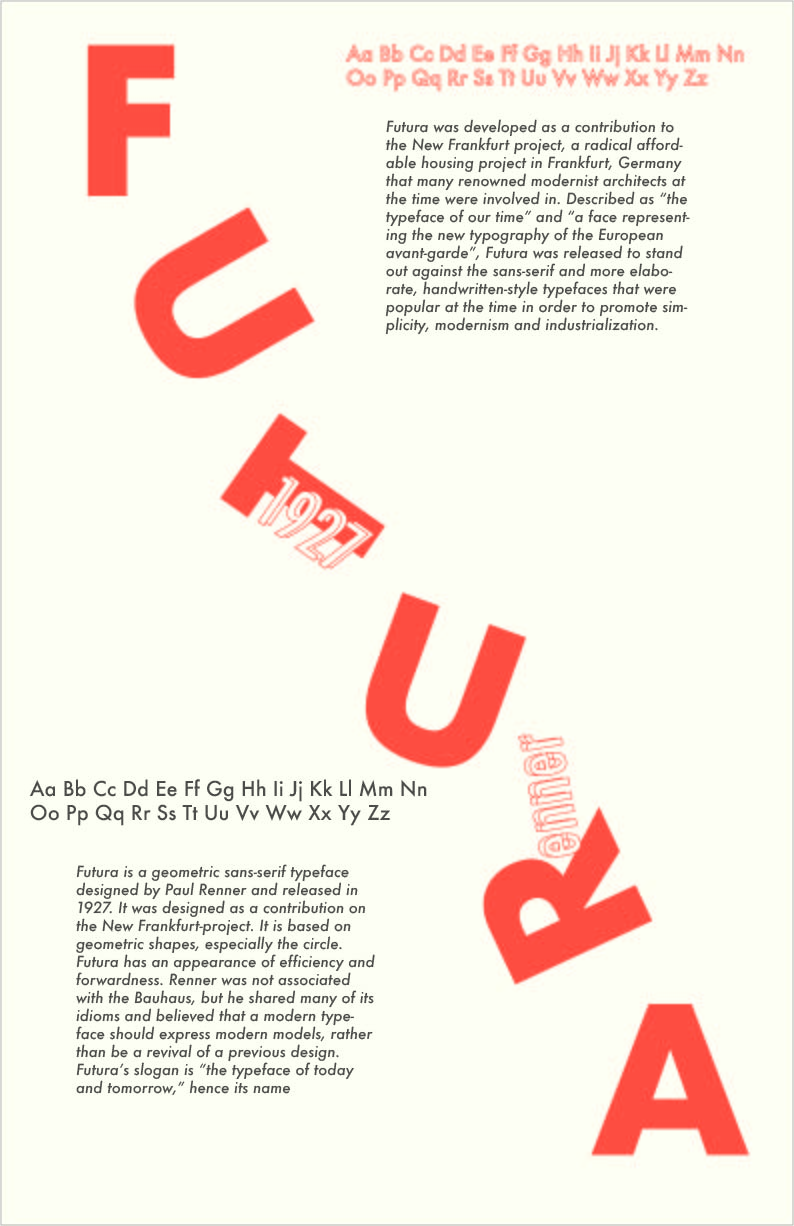 F
U
T
U
R
A
Aa Bb Cc Dd Ee Ff Gg Hh Ii Jj Kk Ll Mm Nn
Oo Pp Qq Rr Ss Tt Uu Vv Ww Xx Yy Zz
Futura was developed as a contribution to
the New Frankfurt project, a radical afford-
able housing project in Frankfurt, Germany
that many renowned modernist architects at
the time were involved in. Described as “the
typeface of our time” and “a face represent-
ing the new typography of the European
avant-garde”, Futura was released to stand
out against the sans-serif and more elabo-
rate, handwritten-style typefaces that were
popular at the time in order to promote sim-
plicity, modernism and industrialization.
1927
enner
Aa Bb Cc Dd Ee Ff Gg Hh Ii Jj Kk Ll Mm Nn
Oo Pp Qq Rr Ss Tt Uu Vv Ww Xx Yy Zz
Futura is a geometric sans-serif typeface
designed by Paul Renner and released in
1927. It was designed as a contribution on
the New Frankfurt-project. It is based on
geometric shapes, especially the circle.
Futura has an appearance of efficiency and
forwardness. Renner was not associated
with the Bauhaus, but he shared many of its
idioms and believed that a modern type-
face should express modern models, rather
than be a revival of a previous design.
Futura’s slogan is “the typeface of today
and tomorrow,” hence its name